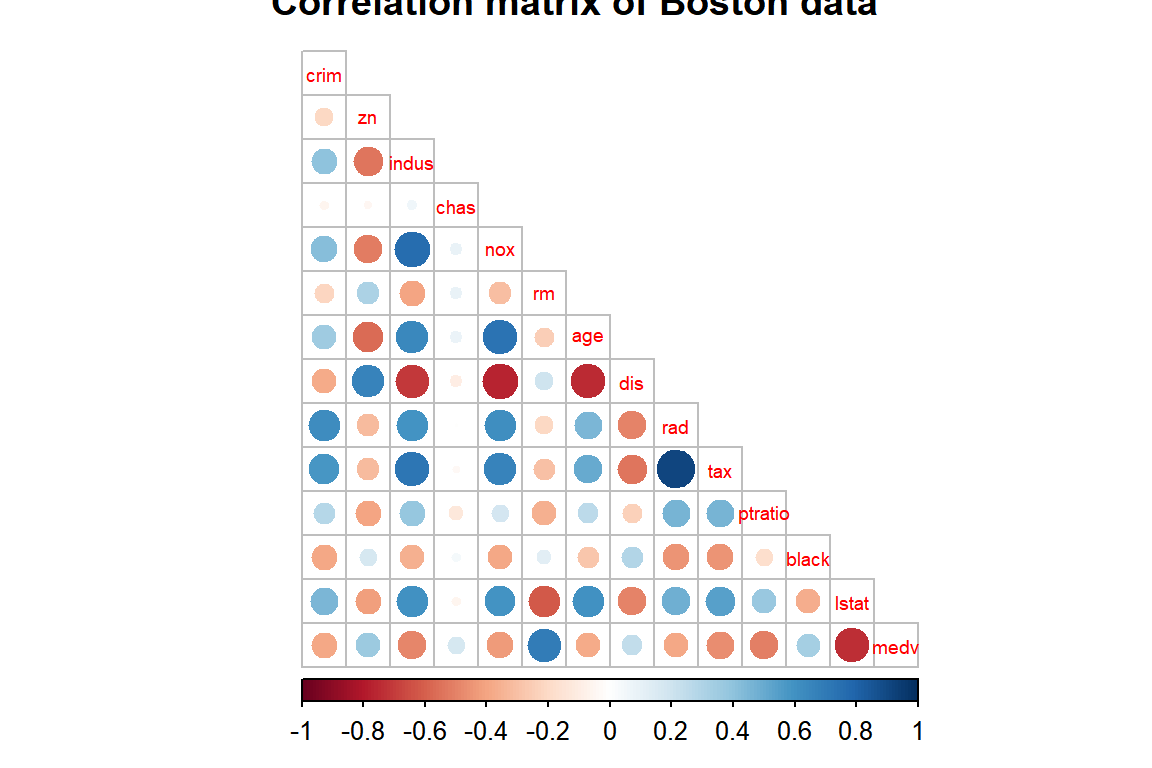 Correlation matrix of Boston data
crim
zn
indus
chas
nox
rm
age
dis
rad
tax
ptratio
black
lstat
medv
-1 -0.8 -0.6 -0.4 -0.2 0 0.2 0.4 0.6 0.8 1